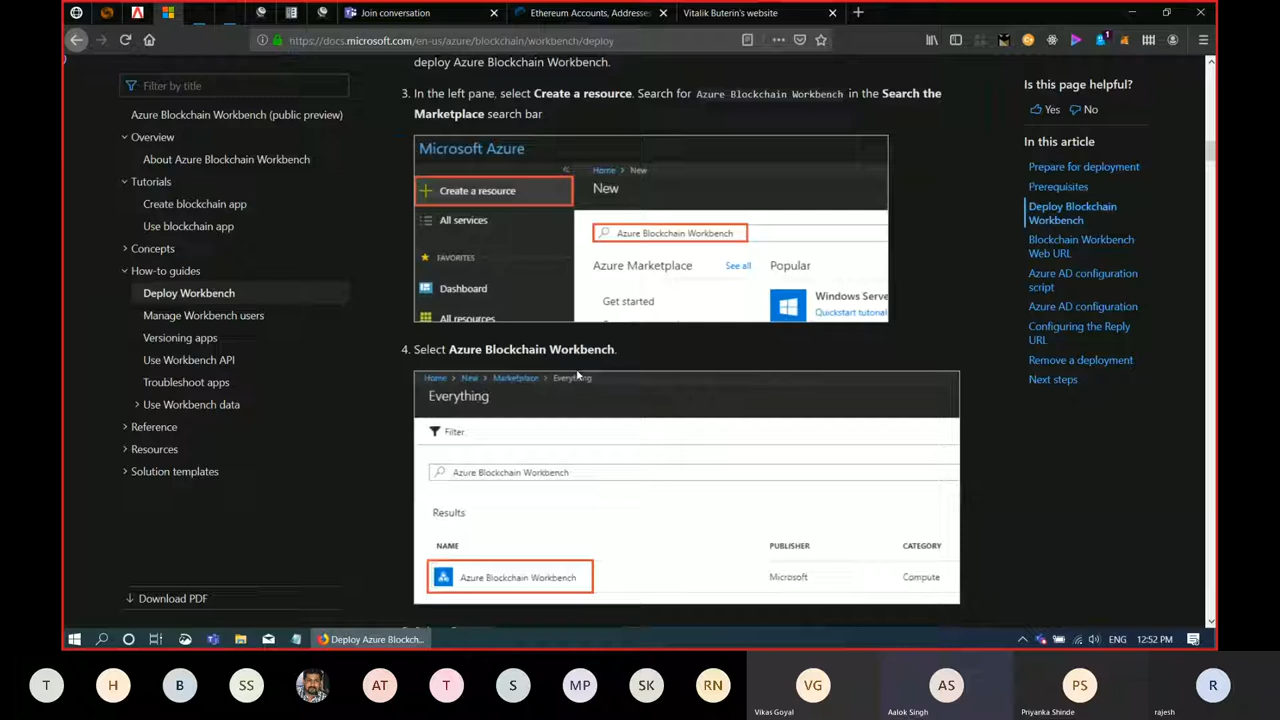 Join conversation
Ethereum Accounts, Addresse
Vitalik Buterin's website
https://docs.microsoft.com/en-us/azure/blockchain/workbench/deploy
1
Filter by title
Azure Blockchain Workbench (public preview)
Overview
About Azure Blockchain Workbench
Tutorials
Create blockchain app
Use blockchain app
Concepts
How-to guides
Deploy Workbench
Manage Workbench users
Versioning apps
Use Workbench API
Troubleshoot apps
Use Workbench data
Reference
Resources
Solution templates
Download PDF
deploy Azure Blockchain Workbench.
3. In the left pane, select Create a resource. Search for Azure Blockchain Workbench in the Search the
Marketplace search bar
Microsoft Azure
Create a resource
All services
FAVORITES
Dashboard
All resources
Home > New
New
Azure Blockchain Workbench
Azure Marketplace See all Popular
Get started
Windows Serve
Quickstart tutorial
4. Select Azure Blockchain Workbench.
Home > New > Marketplace > Everything
Everything
Filter
Azure Blockchain Workbench
Results
NAME PUBLISHER CATEGORY
Azure Blockchain Workbench Microsoft Compute
Is this page helpful?
Yes No
In this article
Prepare for deployment
Prerequisites
Deploy Blockchain
Workbench
Blockchain Workbench
Web URL
Azure AD configuration
script
Azure AD configuration
Configuring the Reply
URL
Remove a deployment
Next steps
Deploy Azure Blockch...
ENG 12:52 PM
T H B SS AT T S MP SK RN VG AS PS R
Vikas Goyal Aalok Singh Priyanka Shinde rajesh